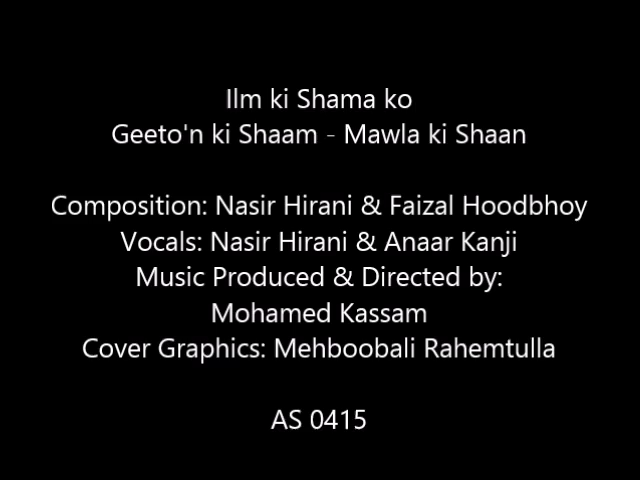 Ilm ki Shama ko
Geeto'n ki Shaam - Mawla ki Shaan
Composition: Nasir Hirani & Faizal Hoodbhoy
Vocals: Nasir Hirani & Anaar Kanji
Music Produced & Directed by:
Mohamed Kassam
Cover Graphics: Mehboobali Rahemtulla
AS 0415